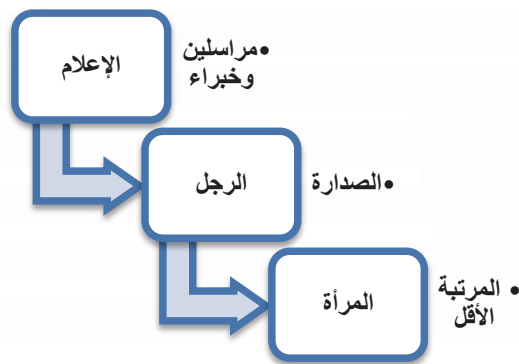 الإعلام
•مراسلين
وخبراء
الرجل
•الصدارة
المرأة
• المرتبة
الأقل